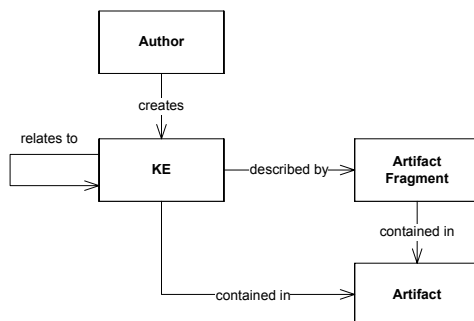 Author
creates
relates to
KE
described by
Artifact
Fragment
contained in
contained in
Artifact